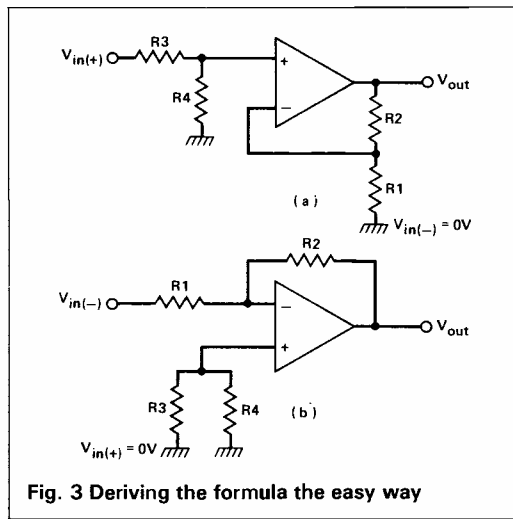 Vin(+)
R3
R4
+
−
Vout
R2
R1
(a)
Vin(−) = 0V
R2
Vin(−)
R1
−
+
Vout
R3
R4
(b)
Vin(+) = 0V
Fig. 3 Deriving the formula the easy way